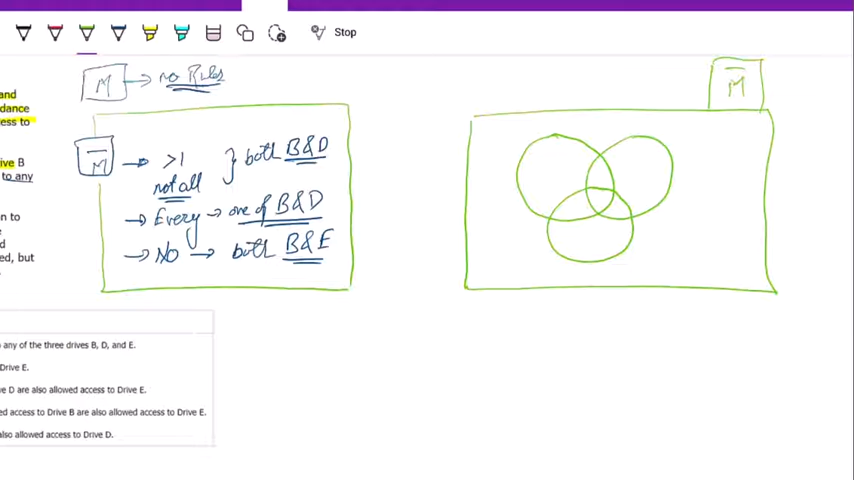 Stop
M → no Rules
and
dance
ess to
ive B
to any
on to
d
ed, but
M̄ → >1 } both B&D
not all
→ Every → one of B&D
→ No → both B&E
M̄
any of the three drives B, D, and E.
Drive E.
e D are also allowed access to Drive E.
ed access to Drive B are also allowed access to Drive E.
also allowed access to Drive D.